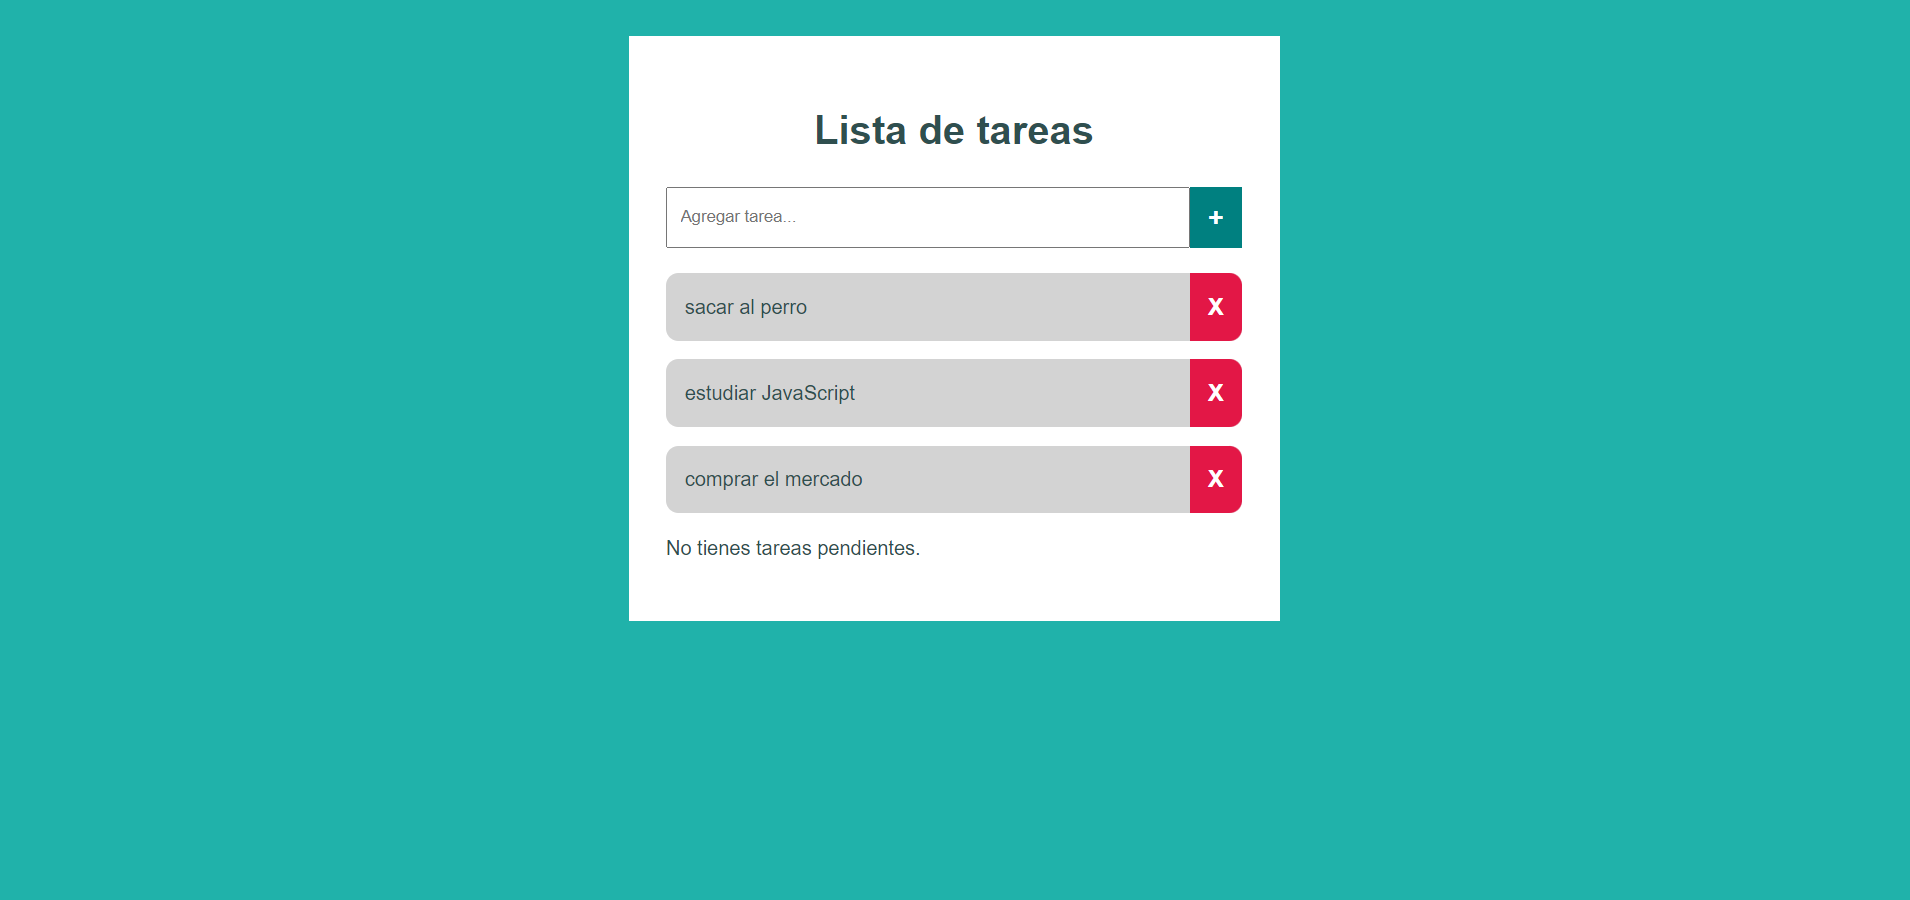 Lista de tareas
Agregar tarea... +
sacar al perro X
estudiar JavaScript X
comprar el mercado X
No tienes tareas pendientes.